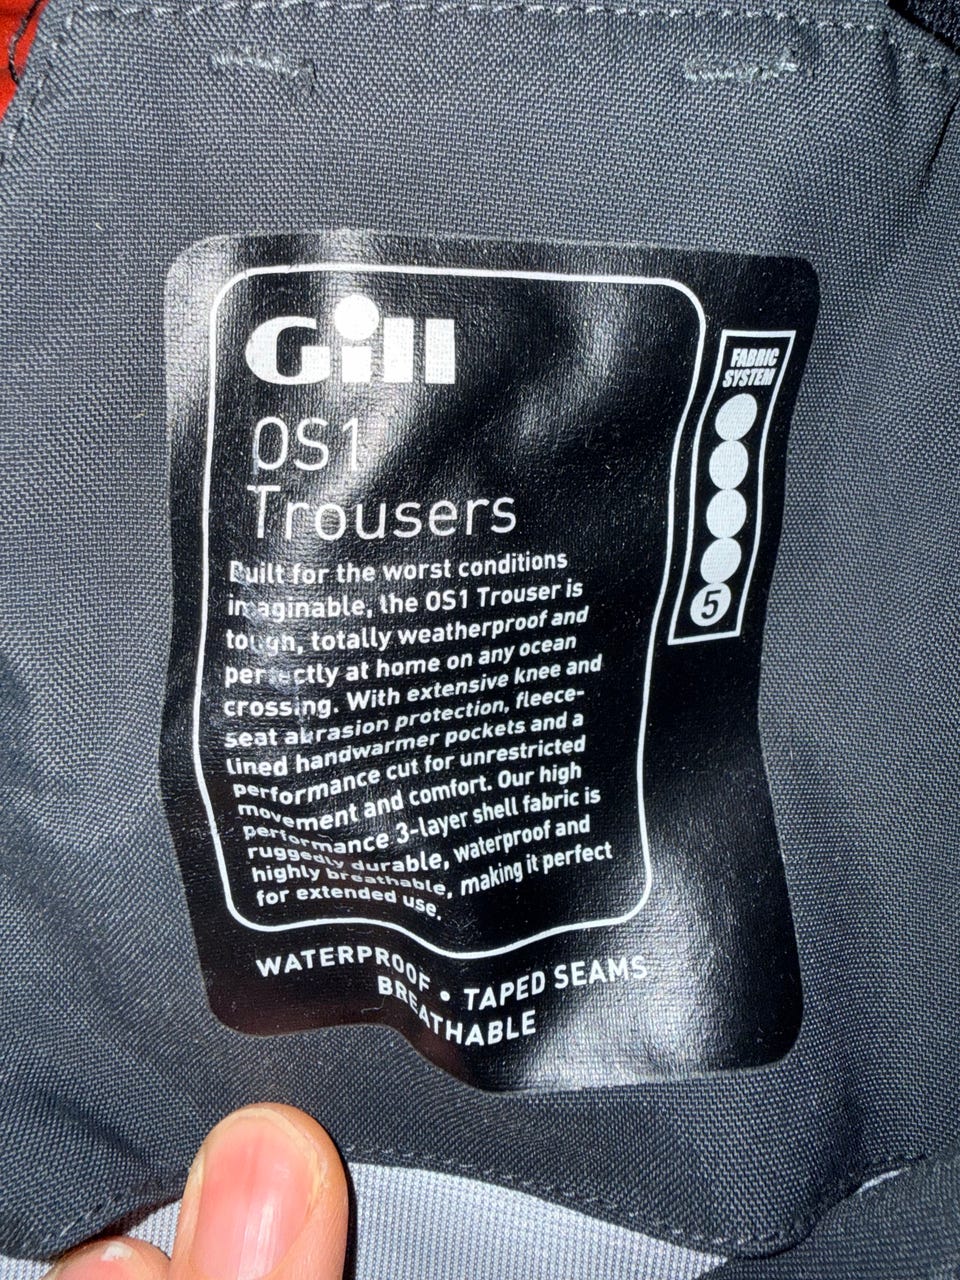 Gill
OS1
Trousers
Built for the worst conditions
imaginable, the OS1 Trouser is
tough, totally weatherproof and
perfectly at home on any ocean
crossing. With extensive knee and
seat abrasion protection, fleece-
lined handwarmer pockets and a
performance cut for unrestricted
movement and comfort. Our high
performance 3-layer shell fabric is
ruggedly durable, waterproof and
highly breathable, making it perfect
for extended use.
WATERPROOF • TAPED SEAMS
BREATHABLE
FABRIC
SYSTEM
5